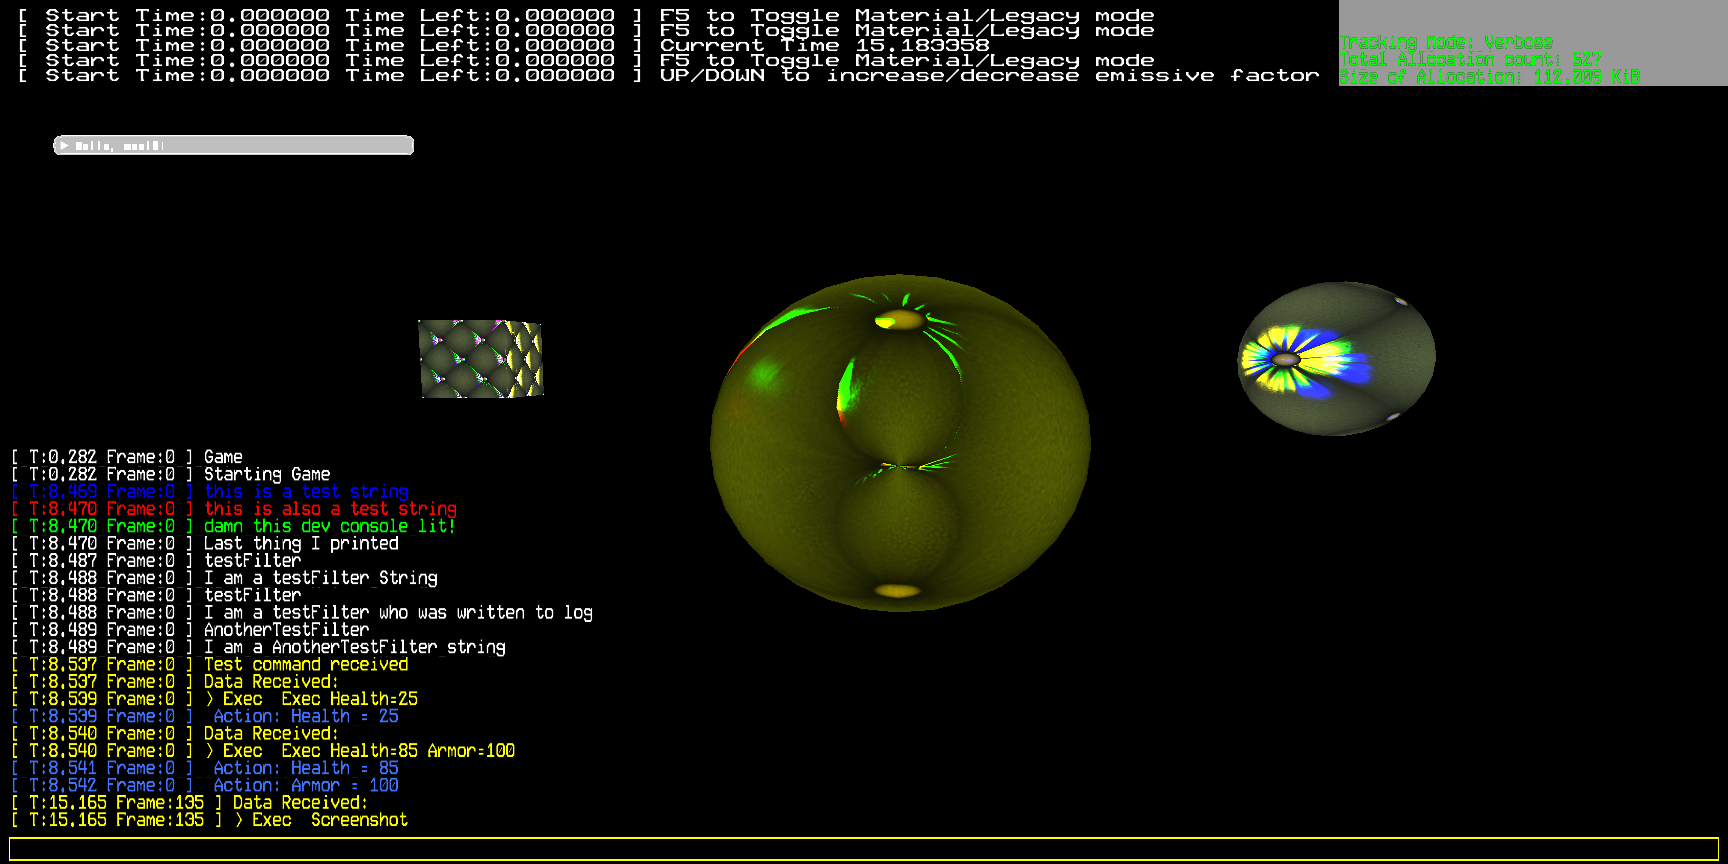 [ Start Time:0.000000 Time Left:0.000000 ] F5 to Toggle Material/Legacy mode
[ Start Time:0.000000 Time Left:0.000000 ] F5 to Toggle Material/Legacy mode
[ Start Time:0.000000 Time Left:0.000000 ] Current Time 15.183358
[ Start Time:0.000000 Time Left:0.000000 ] F5 to Toggle Material/Legacy mode
[ Start Time:0.000000 Time Left:0.000000 ] UP/DOWN to increase/decrease emissive factor
Tracking Mode: Verbose
Total Allocation count: 527
Size of Allocation: 112.009 KiB
Hello,
[ T:0.282 Frame:0 ] Game
[ T:0.282 Frame:0 ] Starting Game
[ T:8.469 Frame:0 ] this is a test string
[ T:8.470 Frame:0 ] this is also a test string
[ T:8.470 Frame:0 ] damn this dev console lit!
[ T:8.470 Frame:0 ] Last thing I printed
[ T:8.487 Frame:0 ] testFilter
[ T:8.488 Frame:0 ] I am a testFilter String
[ T:8.488 Frame:0 ] testFilter
[ T:8.488 Frame:0 ] I am a testFilter who was written to log
[ T:8.489 Frame:0 ] AnotherTestFilter
[ T:8.489 Frame:0 ] I am a AnotherTestFilter string
[ T:8.537 Frame:0 ] Test command received
[ T:8.537 Frame:0 ] Data Received:
[ T:8.539 Frame:0 ] > Exec  Exec Health=25
[ T:8.539 Frame:0 ]  Action: Health = 25
[ T:8.540 Frame:0 ] Data Received:
[ T:8.540 Frame:0 ] > Exec  Exec Health=85 Armor=100
[ T:8.541 Frame:0 ]  Action: Health = 85
[ T:8.542 Frame:0 ]  Action: Armor = 100
[ T:15.165 Frame:135 ] Data Received:
[ T:15.165 Frame:135 ] > Exec  Screenshot